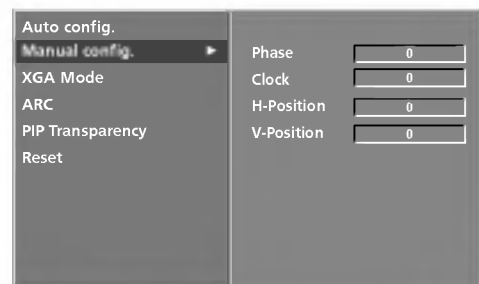 Auto config.
Manual config.
XGA Mode
ARC
PIP Transparency
Reset
Phase 0
Clock 0
H-Position 0
V-Position 0